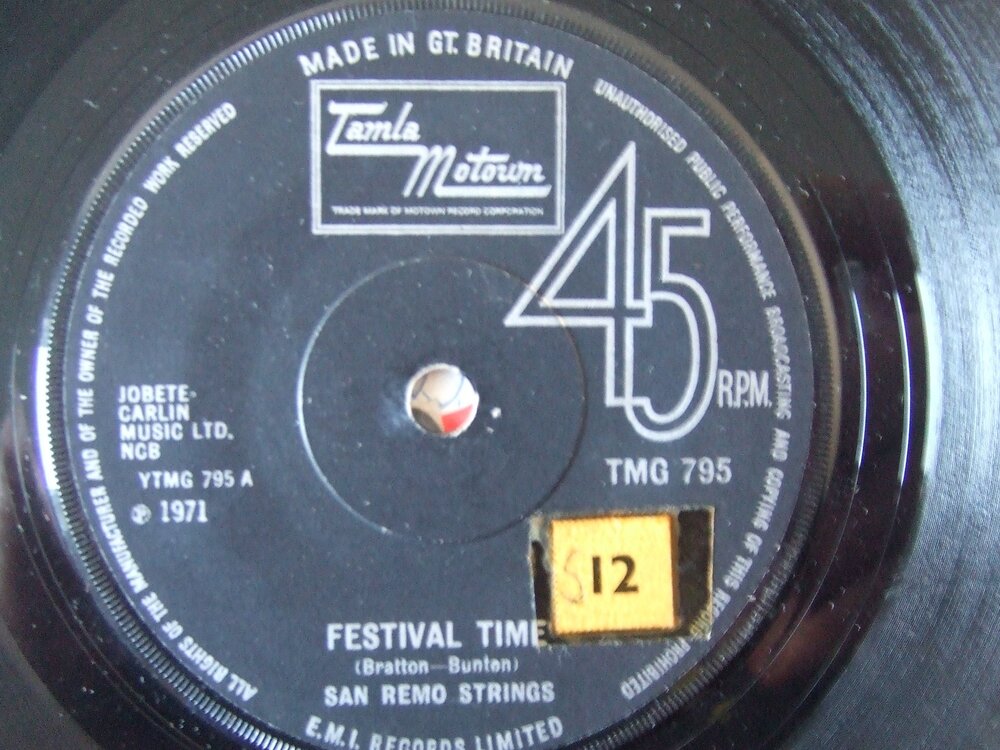 MADE IN GT. BRITAIN
Tamla
Motown
TRADE MARK OF MOTOWN RECORD CORPORATION
45
R.P.M.
JOBETE-
CARLIN
MUSIC LTD.
NCB
YTMG 795 A
℗ 1971
TMG 795
12
FESTIVAL TIME
(Bratton—Bunten)
SAN REMO STRINGS
E.M.I. RECORDS LIMITED
ALL RIGHTS OF THE MANUFACTURER AND OF THE OWNER OF THE RECORDED WORK RESERVED
UNAUTHORISED PUBLIC PERFORMANCE BROADCASTING AND COPYING OF THIS RECORD PROHIBITED